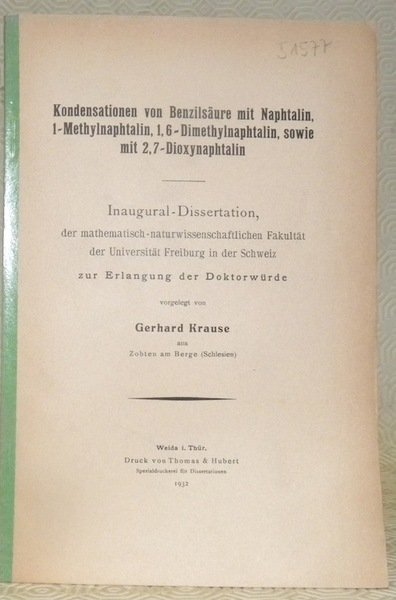 51577
Kondensationen von Benzilsäure mit Naphtalin,
1-Methylnaphtalin, 1,6-Dimethylnaphtalin, sowie
mit 2,7-Dioxynaphtalin
Inaugural-Dissertation,
der mathematisch-naturwissenschaftlichen Fakultät
der Universität Freiburg in der Schweiz
zur Erlangung der Doktorwürde
vorgelegt von
Gerhard Krause
aus
Zobten am Berge (Schlesien)
Weida i. Thür.
Druck von Thomas & Hubert
Spezialdruckerei für Dissertationen
1932